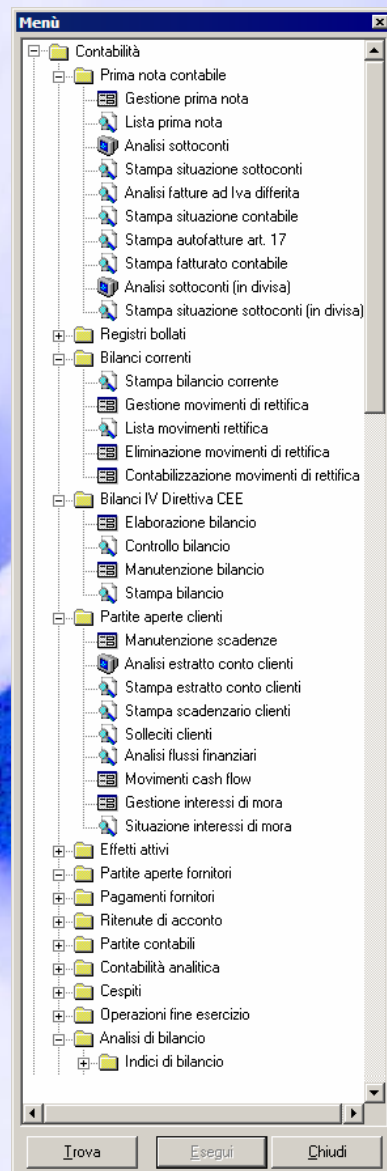 Menù
Contabilità
Prima nota contabile
Gestione prima nota
Lista prima nota
Analisi sottoconti
Stampa situazione sottoconti
Analisi fatture ad Iva differita
Stampa situazione contabile
Stampa autofatture art. 17
Stampa fatturato contabile
Analisi sottoconti (in divisa)
Stampa situazione sottoconti (in divisa)
Registri bollati
Bilanci correnti
Stampa bilancio corrente
Gestione movimenti di rettifica
Lista movimenti rettifica
Eliminazione movimenti di rettifica
Contabilizzazione movimenti di rettifica
Bilanci IV Direttiva CEE
Elaborazione bilancio
Controllo bilancio
Manutenzione bilancio
Stampa bilancio
Partite aperte clienti
Manutenzione scadenze
Analisi estratto conto clienti
Stampa estratto conto clienti
Stampa scadenzario clienti
Solleciti clienti
Analisi flussi finanziari
Movimenti cash flow
Gestione interessi di mora
Situazione interessi di mora
Effetti attivi
Partite aperte fornitori
Pagamenti fornitori
Ritenute di acconto
Partite contabili
Contabilità analitica
Cespiti
Operazioni fine esercizio
Analisi di bilancio
Indici di bilancio
Trova Esegui Chiudi